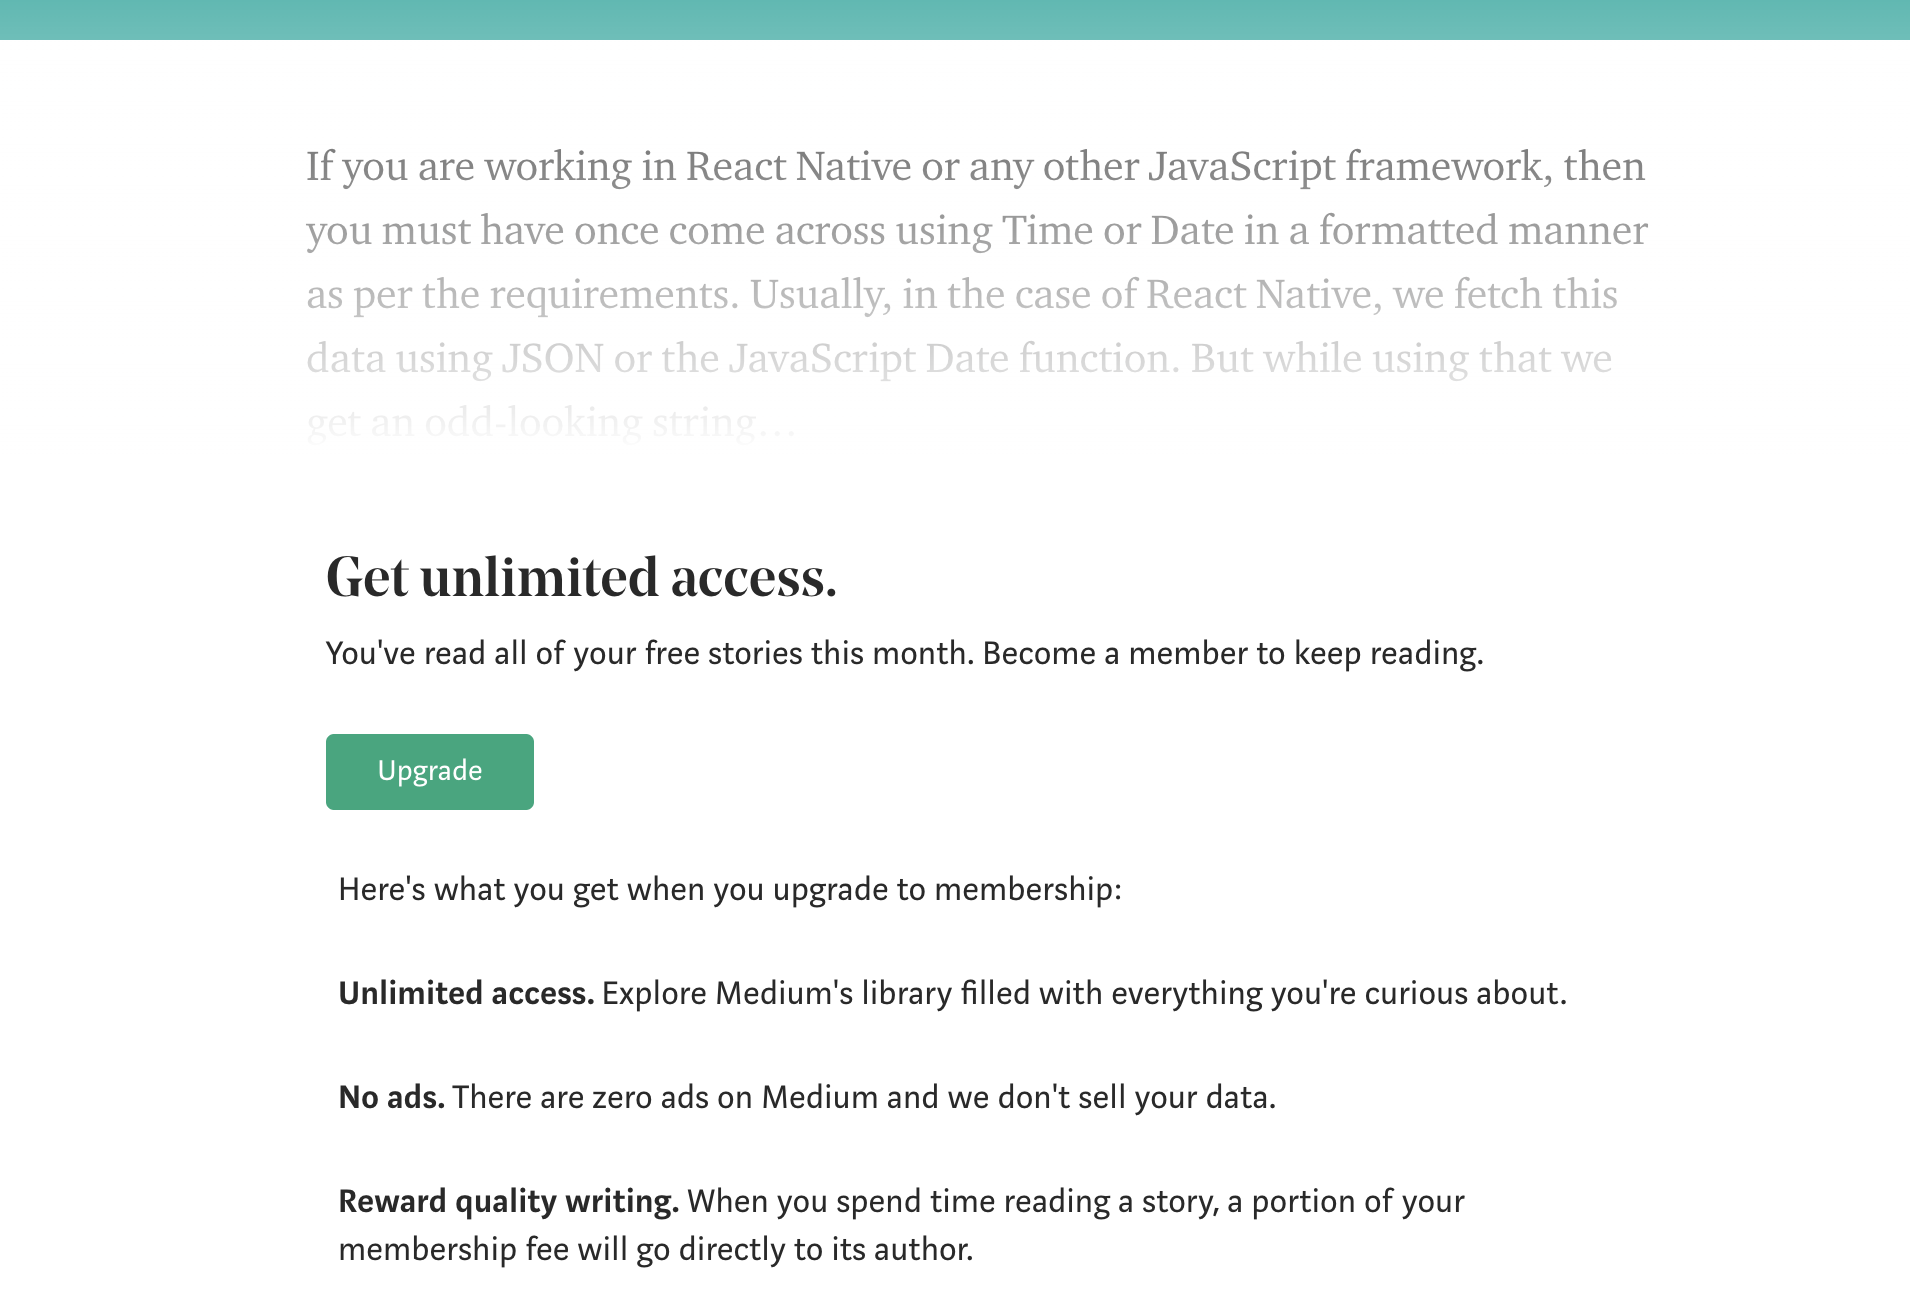 If you are working in React Native or any other JavaScript framework, then
you must have once come across using Time or Date in a formatted manner
as per the requirements. Usually, in the case of React Native, we fetch this
data using JSON or the JavaScript Date function. But while using that we
get an odd-looking string…
Get unlimited access.
You've read all of your free stories this month. Become a member to keep reading.
Upgrade
Here's what you get when you upgrade to membership:
Unlimited access. Explore Medium's library filled with everything you're curious about.
No ads. There are zero ads on Medium and we don't sell your data.
Reward quality writing. When you spend time reading a story, a portion of your
membership fee will go directly to its author.